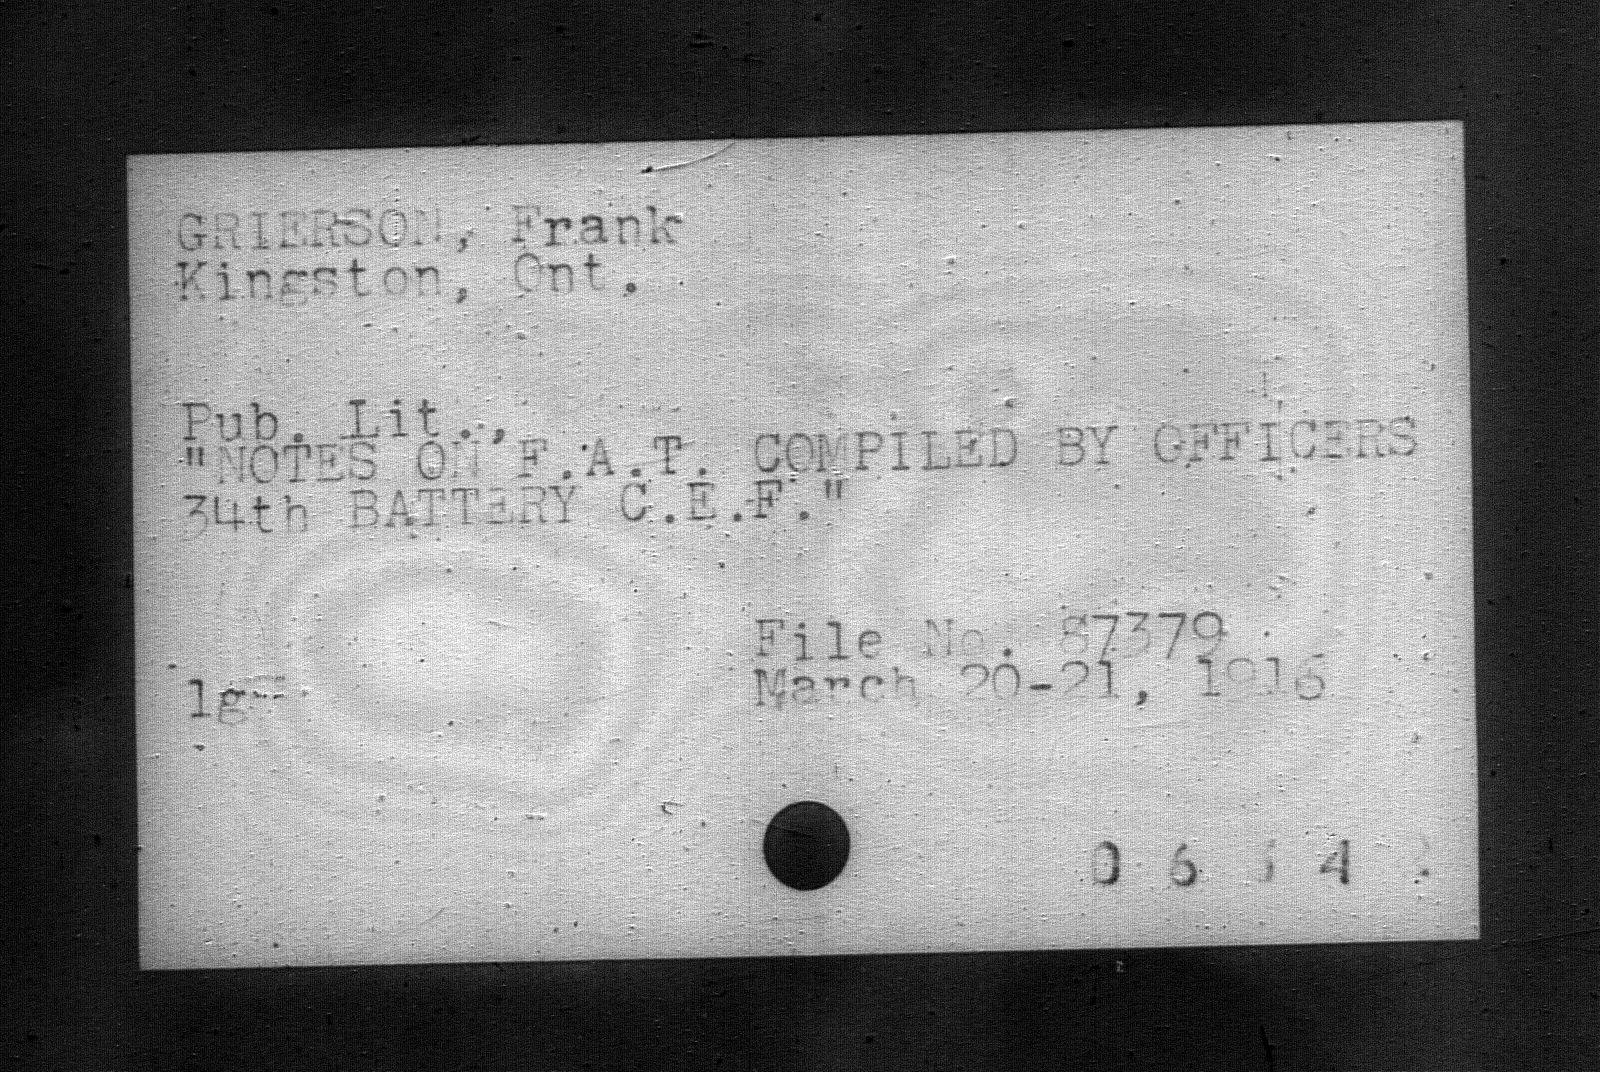 GRIERSON, Frank
Kingston, Ont.
Pub. Lit.,
"NOTES ON F.A.T. COMPILED BY OFFICERS
34th BATTERY C.E.F."
File No. 87379
March 20-21, 1916